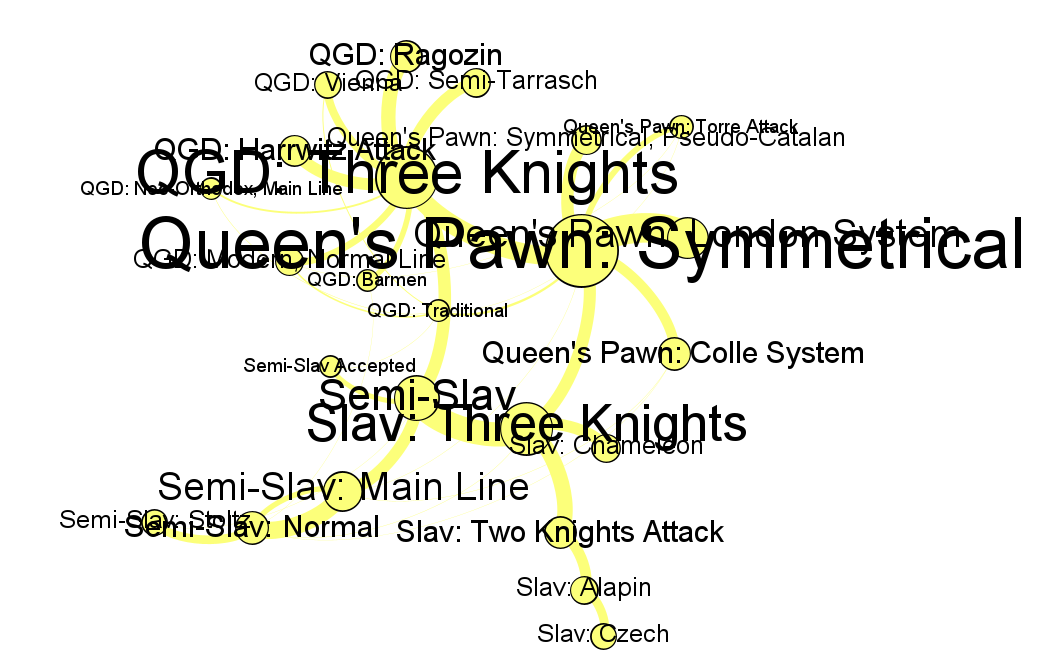 QGD: Ragozin
QGD: Vienna
QGD: Semi-Tarrasch
Queen's Pawn: Torre Attack
Queen's Pawn: Symmetrical, Pseudo-Catalan
QGD: Harrwitz Attack
QGD: Three Knights
QGD: Neo-Orthodox, Main Line
Queen's Pawn: London System
Queen's Pawn: Symmetrical
QGD: Modern, Normal Line
QGD: Barmen
QGD: Traditional
Queen's Pawn: Colle System
Semi-Slav Accepted
Semi-Slav
Slav: Three Knights
Slav: Chameleon
Semi-Slav: Main Line
Semi-Slav: Stoltz
Semi-Slav: Normal
Slav: Two Knights Attack
Slav: Alapin
Slav: Czech